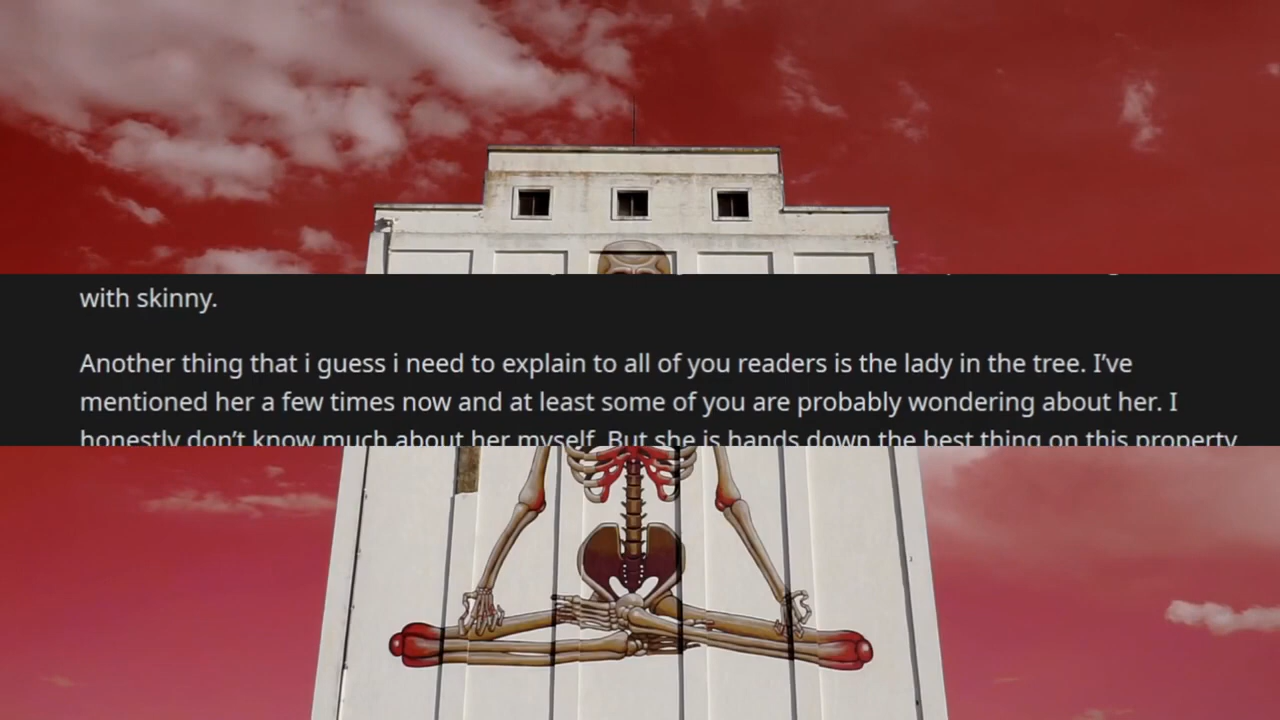 with skinny.
Another thing that i guess i need to explain to all of you readers is the lady in the tree. I’ve
mentioned her a few times now and at least some of you are probably wondering about her. I
honestly don’t know much about her myself. But she is hands down the best thing on this property